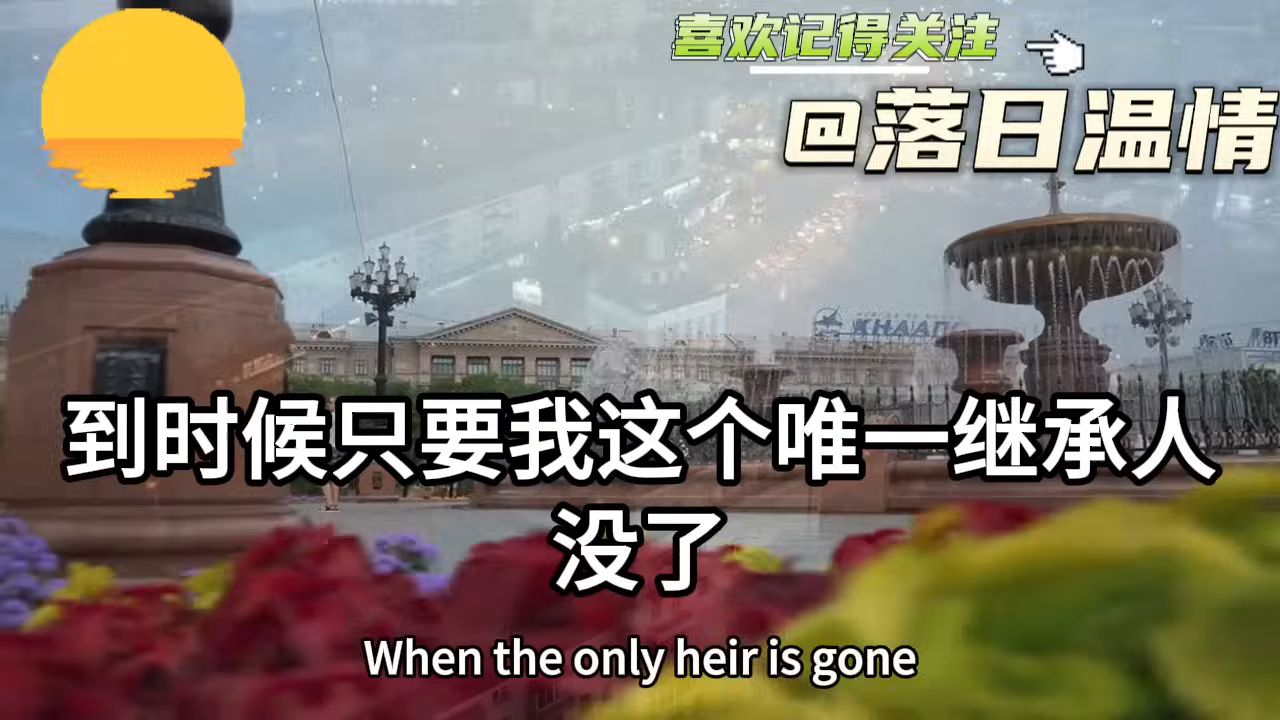 喜欢记得关注
@落日温情
КНААПО
到时候只要我这个唯一继承人
没了
When the only heir is gone